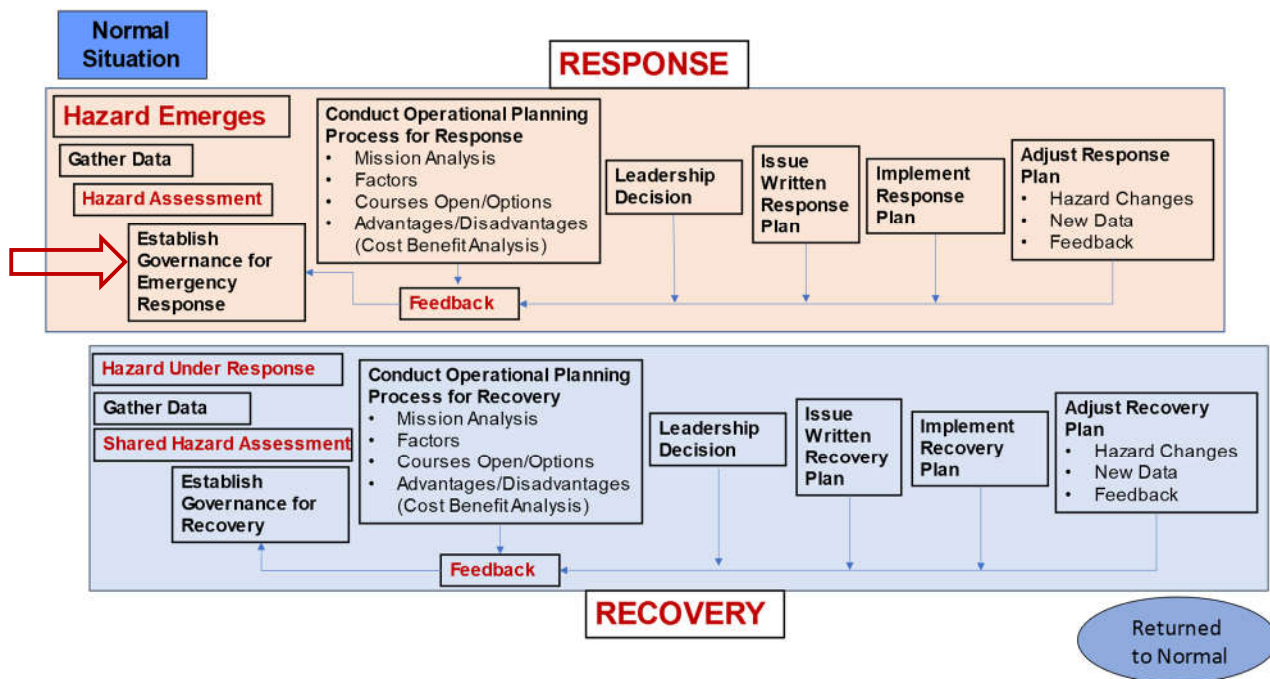 Normal
Situation
RESPONSE
Hazard Emerges
Gather Data
Hazard Assessment
Establish
Governance for
Emergency
Response
Conduct Operational Planning
Process for Response
• Mission Analysis
• Factors
• Courses Open/Options
• Advantages/Disadvantages
(Cost Benefit Analysis)
Leadership
Decision
Issue
Written
Response
Plan
Implement
Response
Plan
Adjust Response
Plan
• Hazard Changes
• New Data
• Feedback
Feedback
Hazard Under Response
Gather Data
Shared Hazard Assessment
Establish
Governance for
Recovery
Conduct Operational Planning
Process for Recovery
• Mission Analysis
• Factors
• Courses Open/Options
• Advantages/Disadvantages
(Cost Benefit Analysis)
Leadership
Decision
Issue
Written
Recovery
Plan
Implement
Recovery
Plan
Adjust Recovery
Plan
• Hazard Changes
• New Data
• Feedback
Feedback
RECOVERY
Returned
to Normal